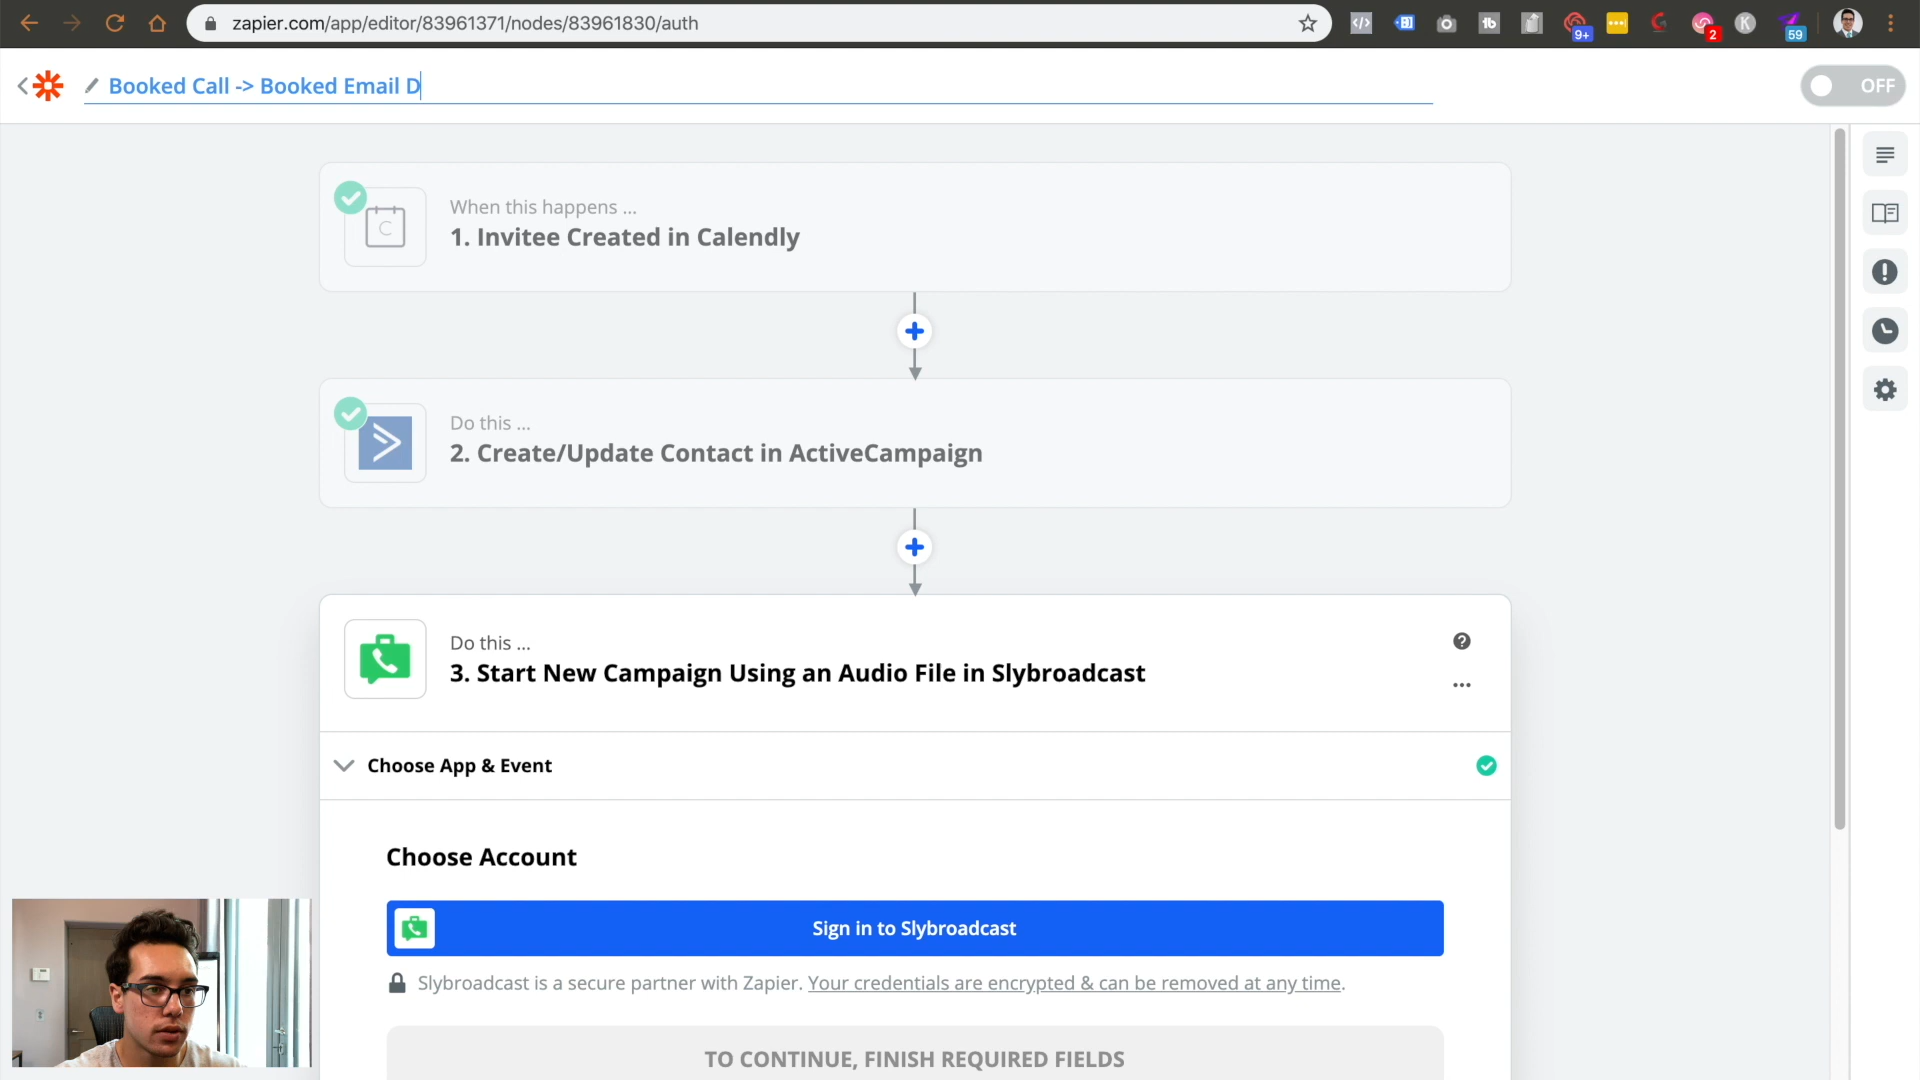 zapier.com/app/editor/83961371/nodes/83961830/auth
9+
2
K
59
Booked Call -> Booked Email D
OFF
When this happens ...
1. Invitee Created in Calendly
Do this ...
2. Create/Update Contact in ActiveCampaign
Do this ...
3. Start New Campaign Using an Audio File in Slybroadcast
Choose App & Event
Choose Account
Sign in to Slybroadcast
Slybroadcast is a secure partner with Zapier. Your credentials are encrypted & can be removed at any time.
TO CONTINUE, FINISH REQUIRED FIELDS